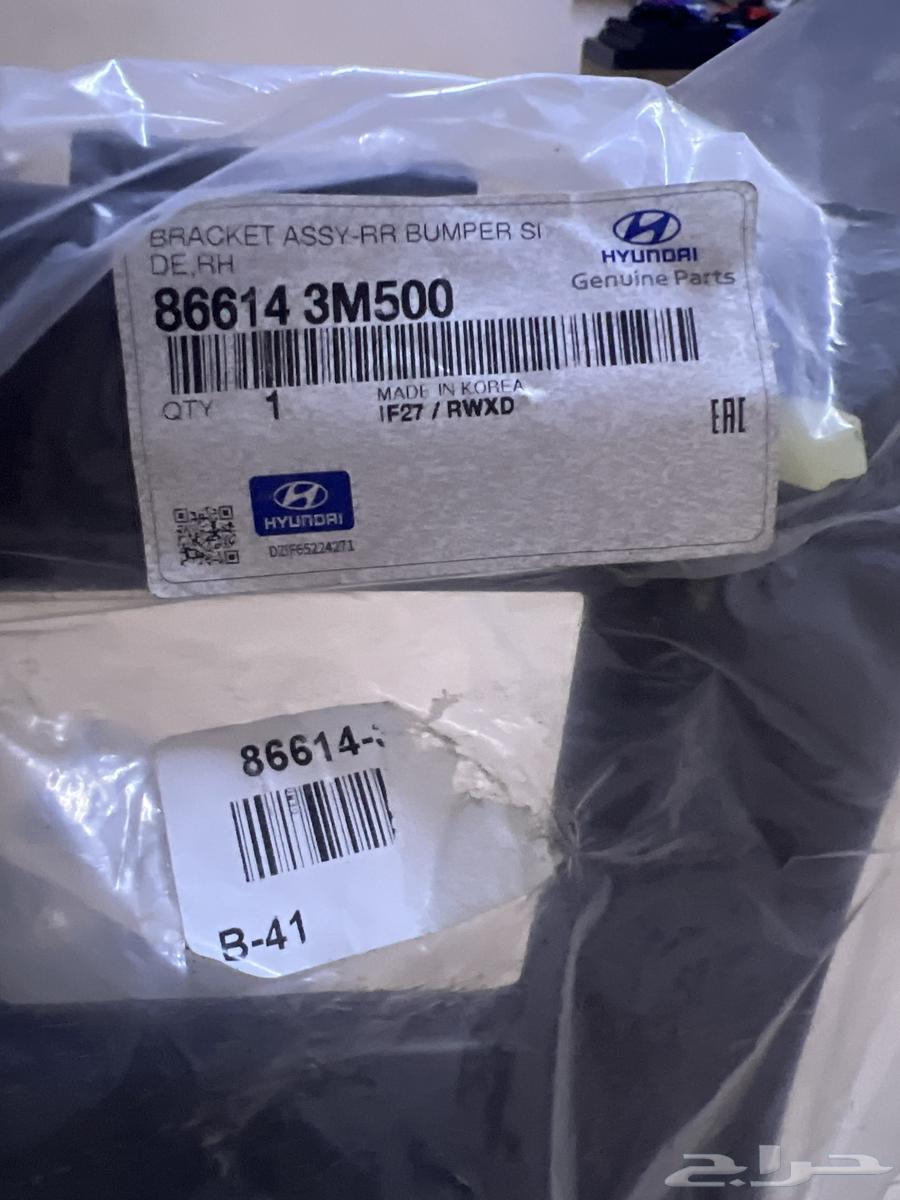 BRACKET ASSY-RR BUMPER SI
DE,RH
HYUNDAI
Genuine Parts
86614 3M500
QTY 1
MADE IN KOREA
IF27 / RWXD
EAC
HYUNDAI
DZIF65224271
86614-
B-41
حراج